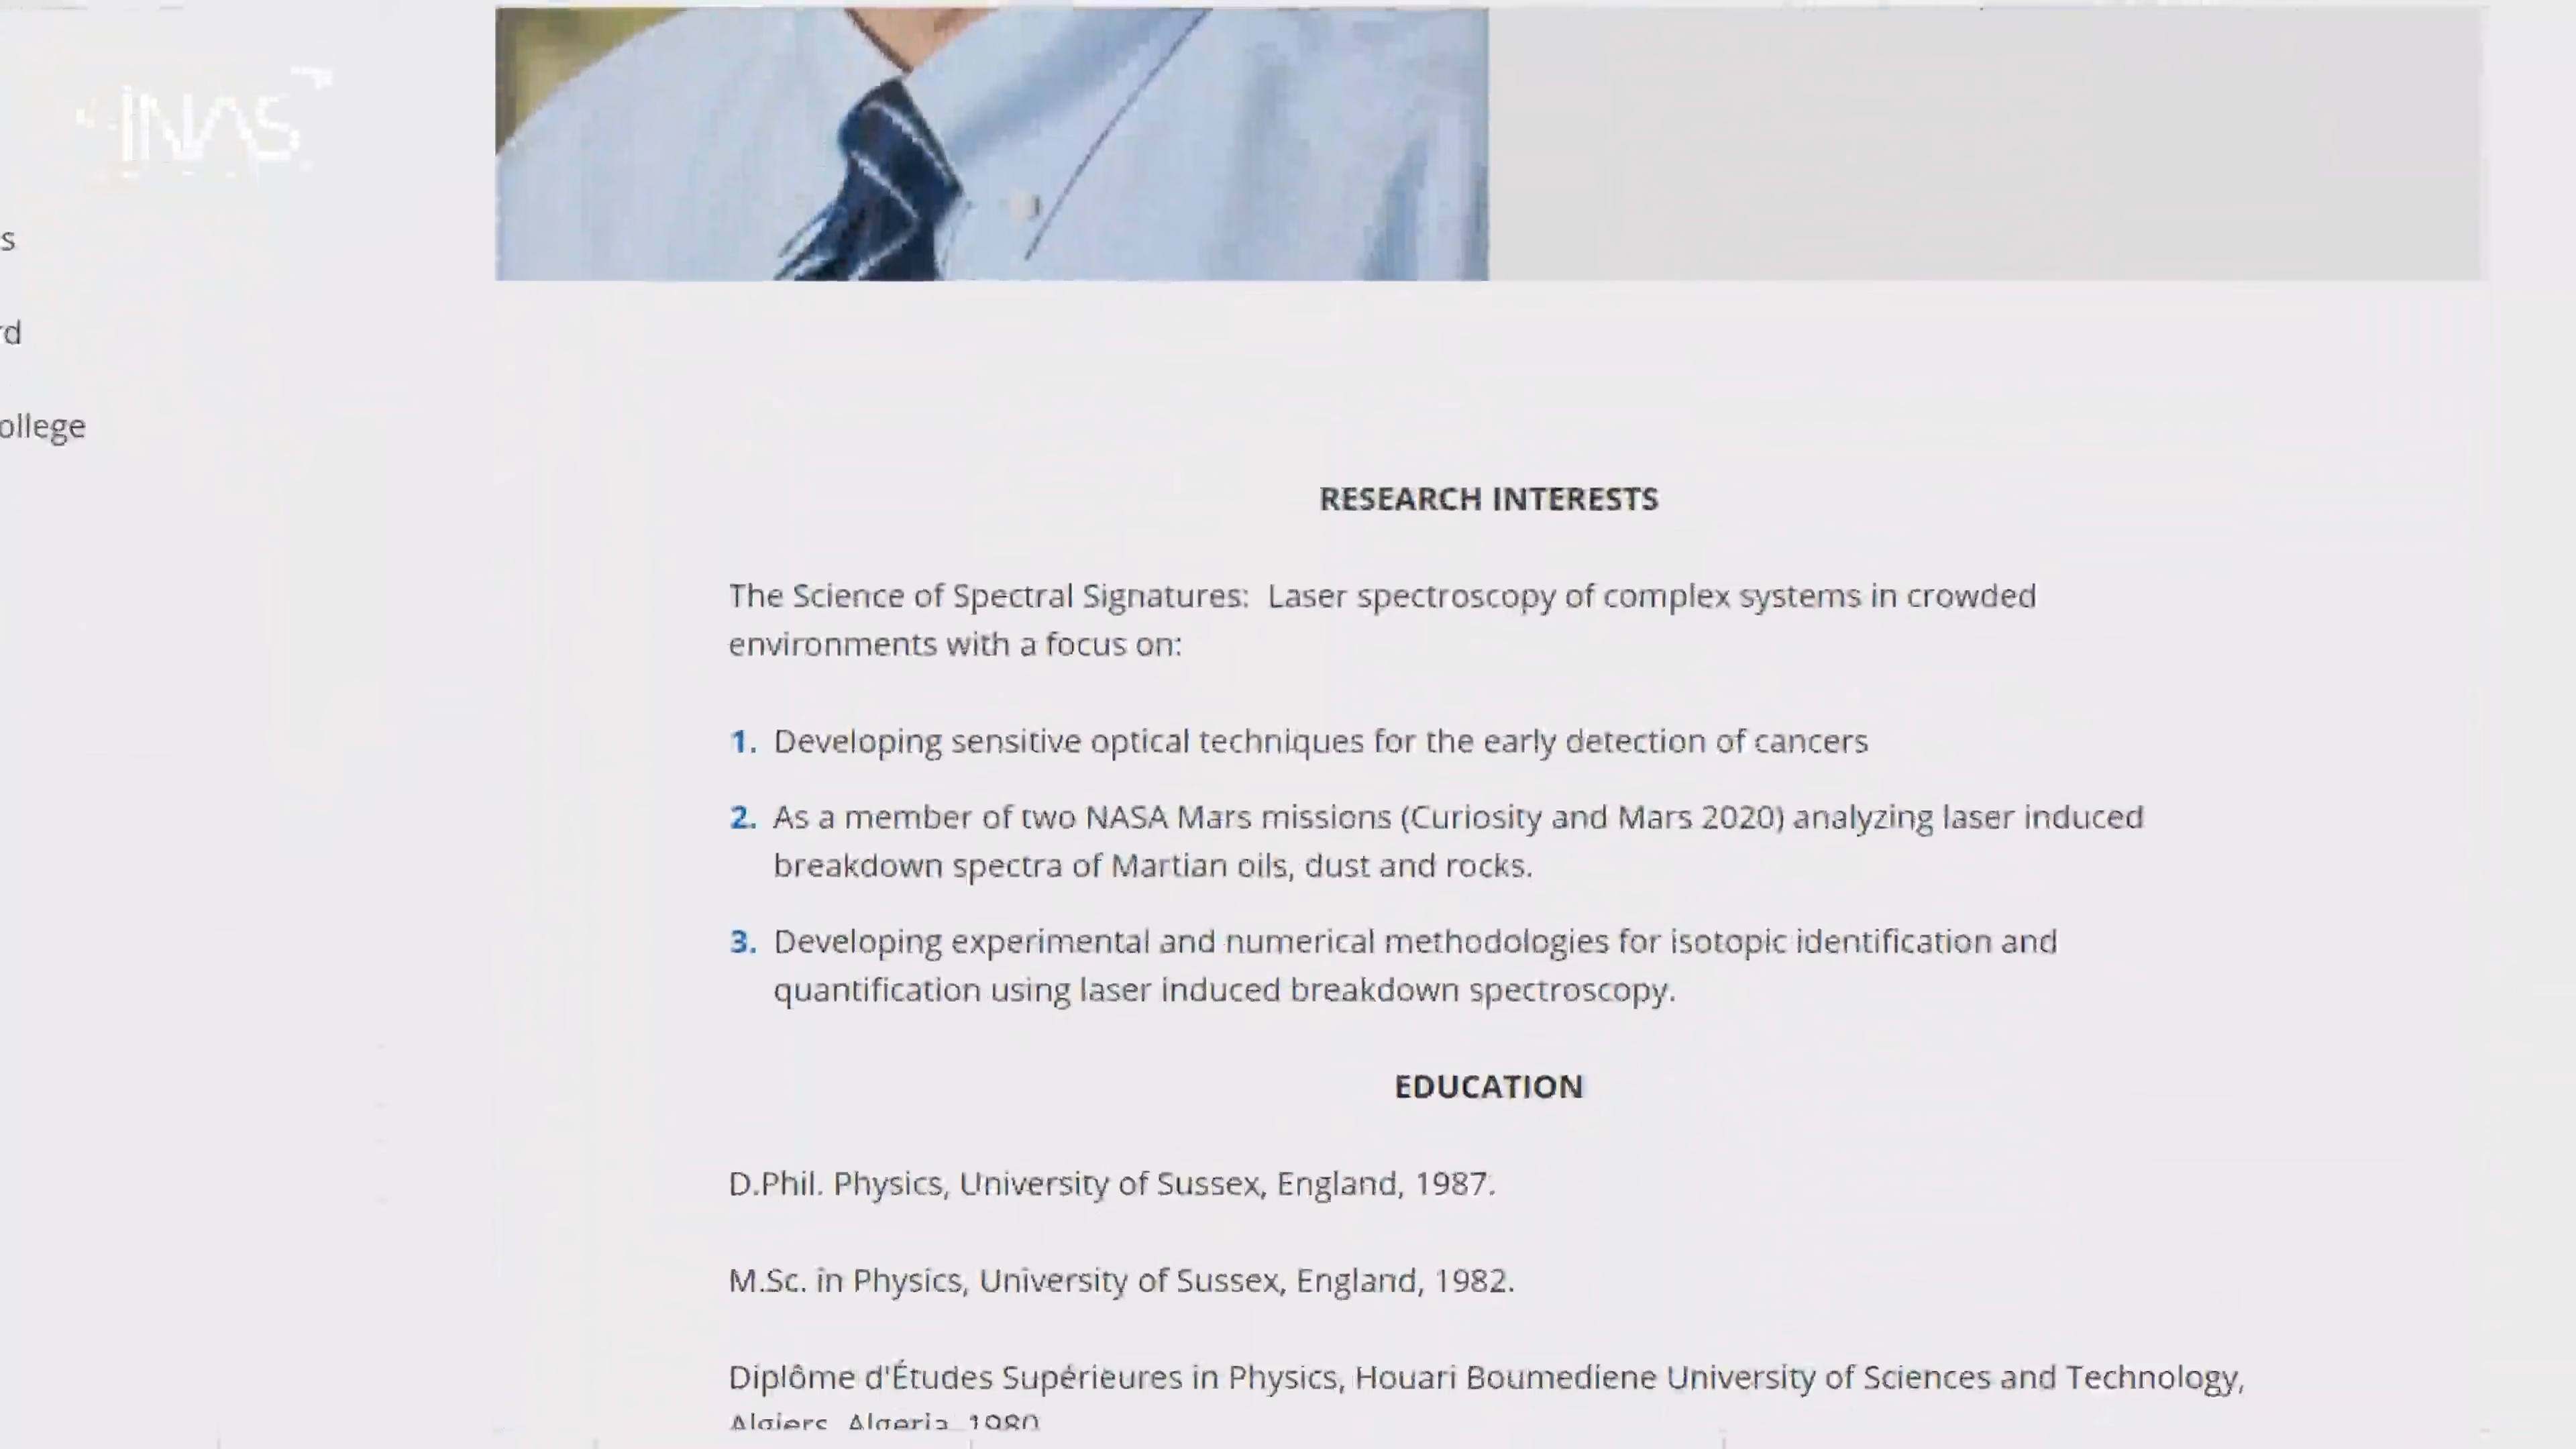 INAS
s
rd
ollege
RESEARCH INTERESTS
The Science of Spectral Signatures: Laser spectroscopy of complex systems in crowded
environments with a focus on:
1. Developing sensitive optical techniques for the early detection of cancers
2. As a member of two NASA Mars missions (Curiosity and Mars 2020) analyzing laser induced
breakdown spectra of Martian oils, dust and rocks.
3. Developing experimental and numerical methodologies for isotopic identification and
quantification using laser induced breakdown spectroscopy.
EDUCATION
D.Phil. Physics, University of Sussex, England, 1987.
M.Sc. in Physics, University of Sussex, England, 1982.
Diplôme d'Études Supérieures in Physics, Houari Boumediene University of Sciences and Technology,
Algiers, Algeria, 1980